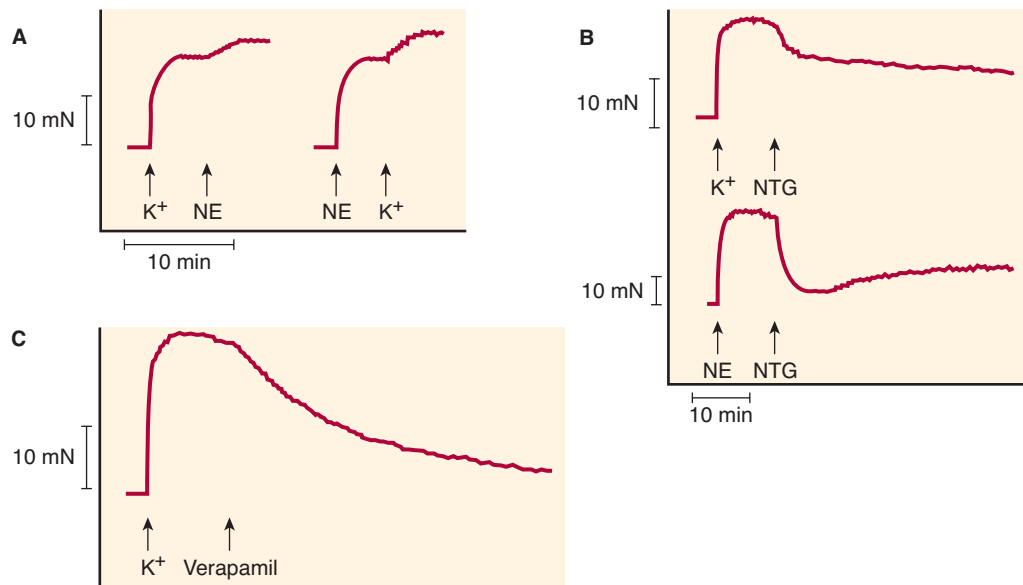 A
10 mN
K+ NE NE K+
10 min
B
10 mN
K+ NTG
10 mN
NE NTG
10 min
C
10 mN
K+ Verapamil